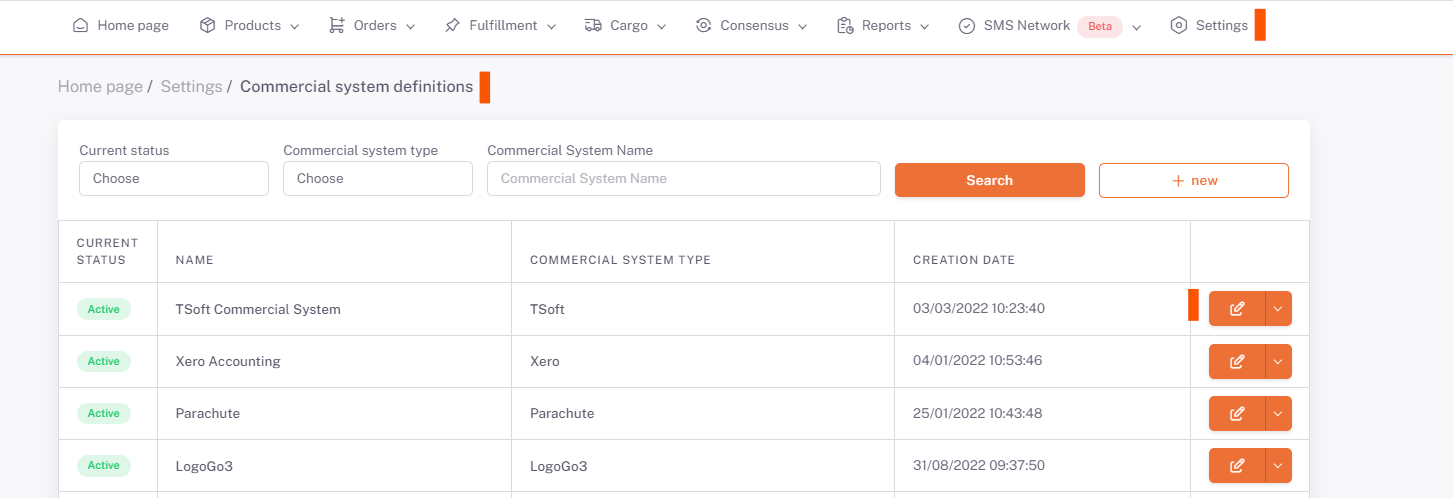 Home page Products Orders Fulfillment Cargo Consensus Reports SMS Network Beta Settings
Home page / Settings / Commercial system definitions
Current status Commercial system type Commercial System Name
Choose Choose Commercial System Name Search + new
CURRENT STATUS NAME COMMERCIAL SYSTEM TYPE CREATION DATE
Active TSoft Commercial System TSoft 03/03/2022 10:23:40
Active Xero Accounting Xero 04/01/2022 10:53:46
Active Parachute Parachute 25/01/2022 10:43:48
Active LogoGo3 LogoGo3 31/08/2022 09:37:50